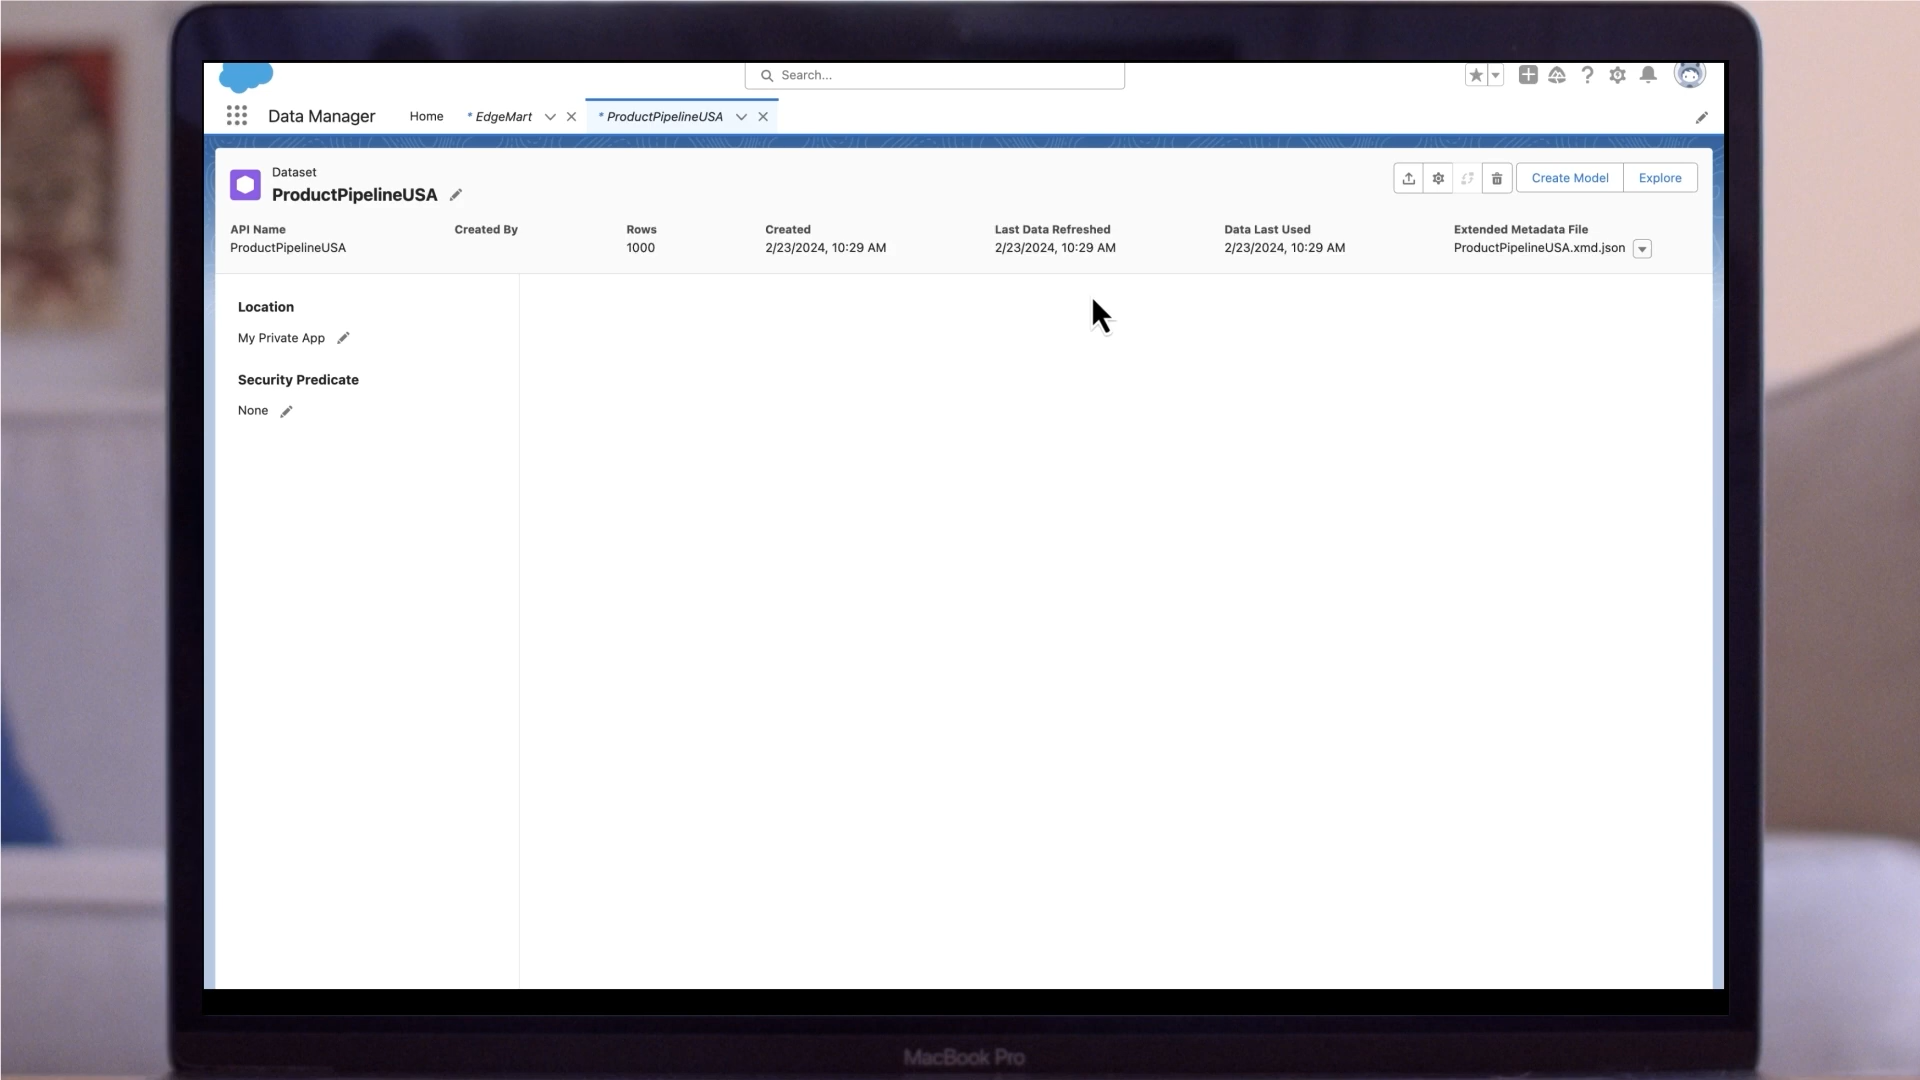 Search...
Data Manager Home * EdgeMart * ProductPipelineUSA
Dataset
ProductPipelineUSA
Create Model Explore
API Name Created By Rows Created Last Data Refreshed Data Last Used Extended Metadata File
ProductPipelineUSA 1000 2/23/2024, 10:29 AM 2/23/2024, 10:29 AM 2/23/2024, 10:29 AM ProductPipelineUSA.xmd.json
Location
My Private App
Security Predicate
None
MacBook Pro